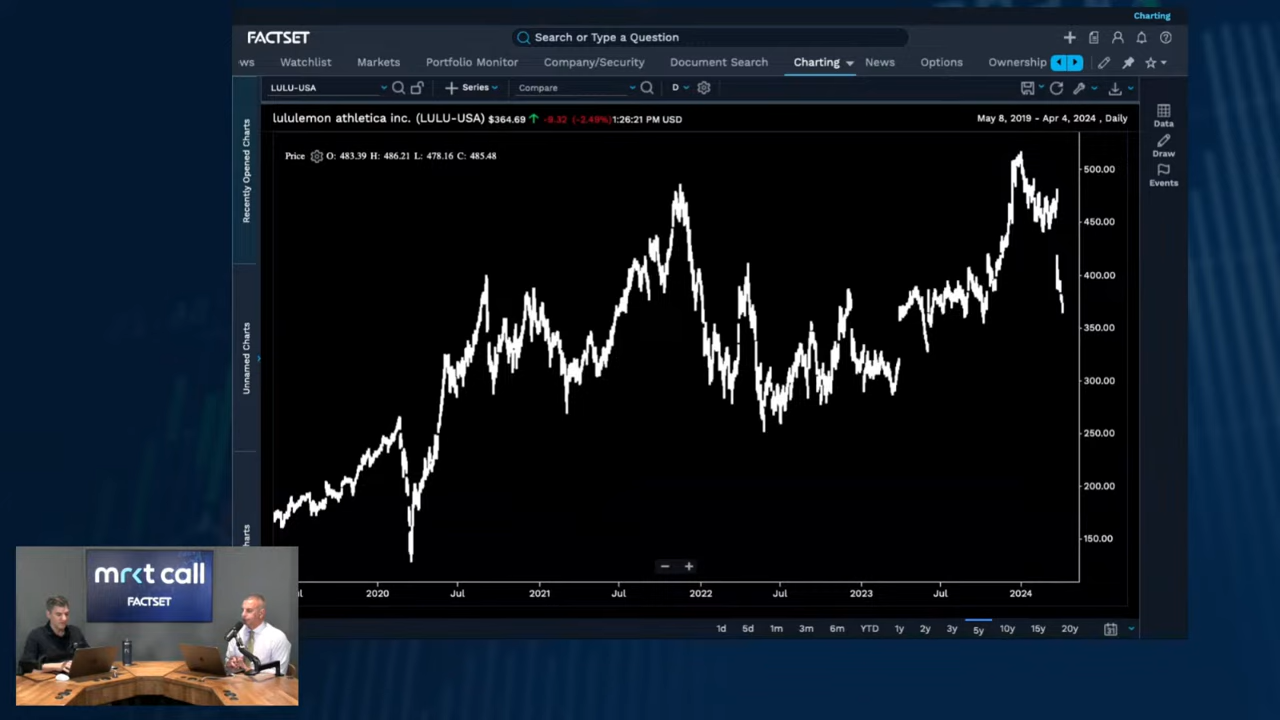 Charting
FACTSET
Search or Type a Question
ws Watchlist Markets Portfolio Monitor Company/Security Document Search Charting News Options Ownership
LULU-USA Series Compare D
lululemon athletica inc. (LULU-USA) $364.69 -9.32 (-2.49%) 1:26:21 PM USD May 8, 2019 - Apr 4, 2024 , Daily
Price O: 483.39 H: 486.21 L: 478.16 C: 485.48
Data
Draw
Events
Recently Opened Charts
Unnamed Charts
harts
500.00
450.00
400.00
350.00
300.00
250.00
200.00
150.00
2020 Jul 2021 Jul 2022 Jul 2023 Jul 2024
1d 5d 1m 3m 6m YTD 1y 2y 3y 5y 10y 15y 20y
mrkt call
FACTSET